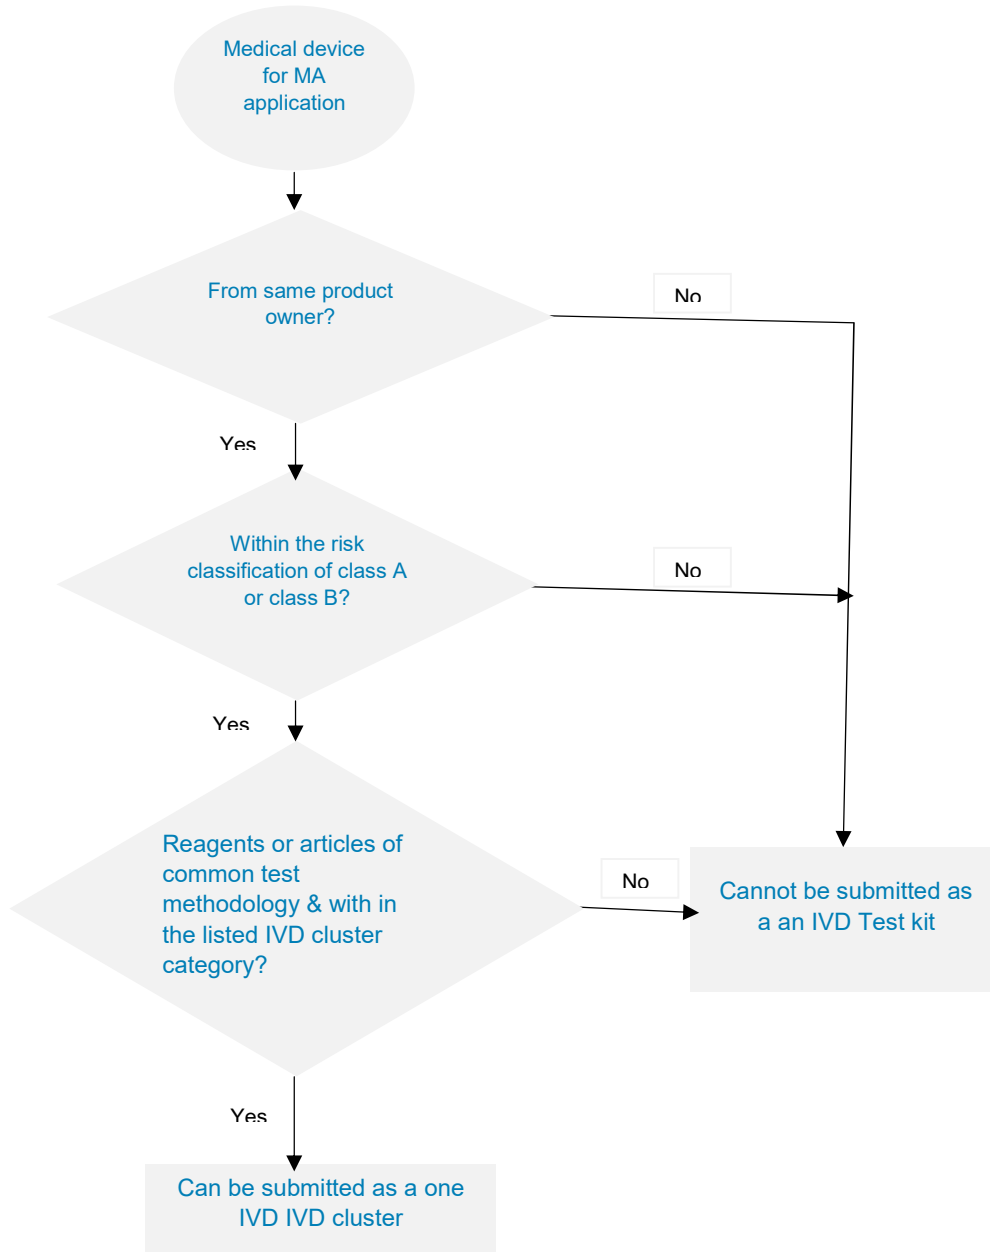 Medical device
for MA
application
From same product
owner?
No
Yes
Within the risk
classification of class A
or class B?
No
Yes
Reagents or articles of
common test
methodology & with in
the listed IVD cluster
category?
No
Cannot be submitted as
a an IVD Test kit
Yes
Can be submitted as a one
IVD IVD cluster